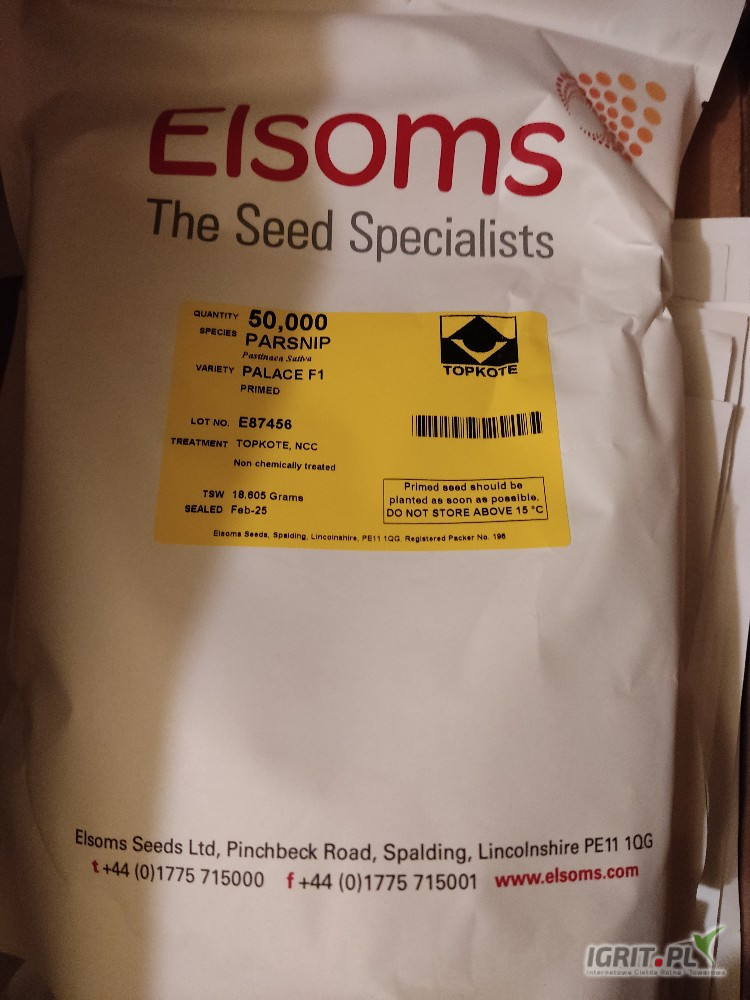 Elsoms
The Seed Specialists
QUANTITY 50,000
SPECIES PARSNIP
Pastinaca Sativa
VARIETY PALACE F1
PRIMED
TOPKOTE
LOT NO. E87456
TREATMENT TOPKOTE, NCC
Non chemically treated
TSW 18.605 Grams
SEALED Feb-25
Primed seed should be
planted as soon as possible.
DO NOT STORE ABOVE 15 °C
Elsoms Seeds, Spalding, Lincolnshire, PE11 1QG. Registered Packer No. 196
Elsoms Seeds Ltd, Pinchbeck Road, Spalding, Lincolnshire PE11 1QG
t +44 (0)1775 715000 f +44 (0)1775 715001 www.elsoms.com
IGRIT.PL
Internetowa Giełda Rolna i Towarowa